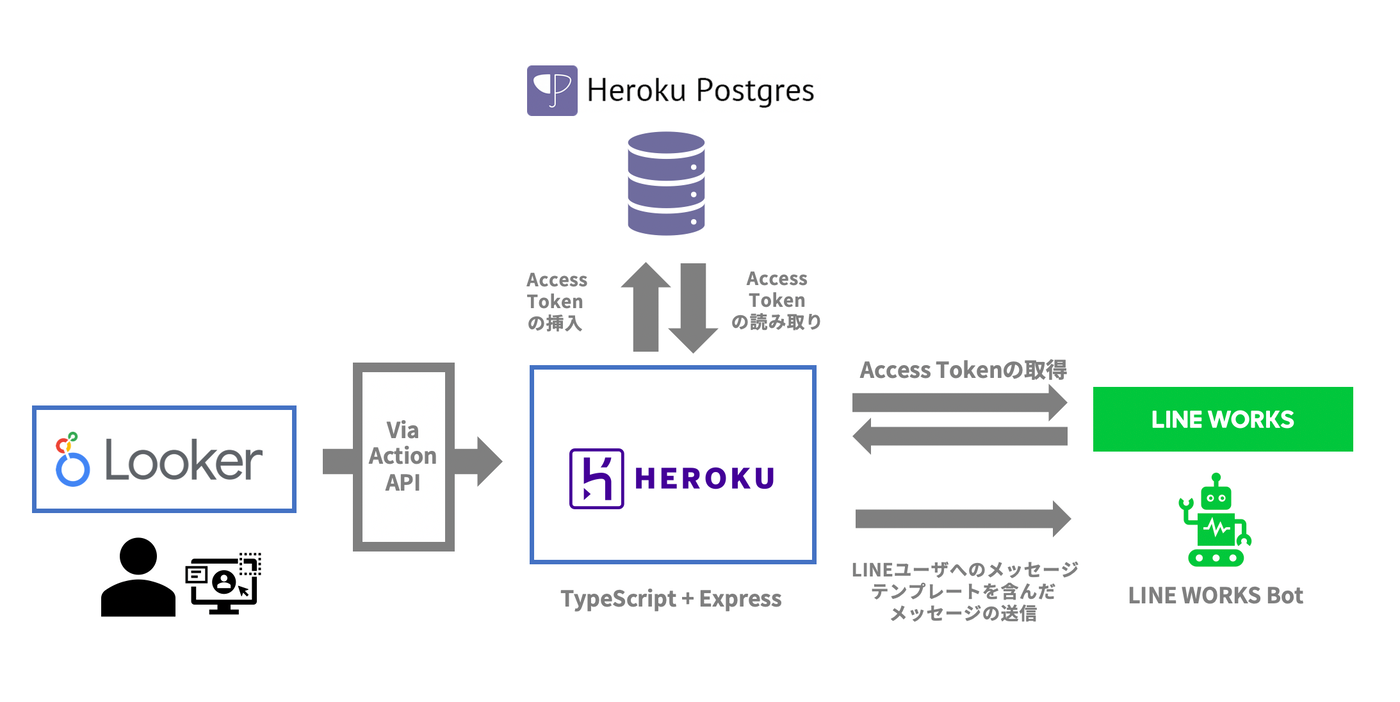 Heroku Postgres
Access
Token
の挿入
Access
Token
の読み取り
Looker
Via
Action
API
HEROKU
TypeScript + Express
Access Tokenの取得
LINE WORKS
LINEユーザへのメッセージ
テンプレートを含んだ
メッセージの送信
LINE WORKS Bot